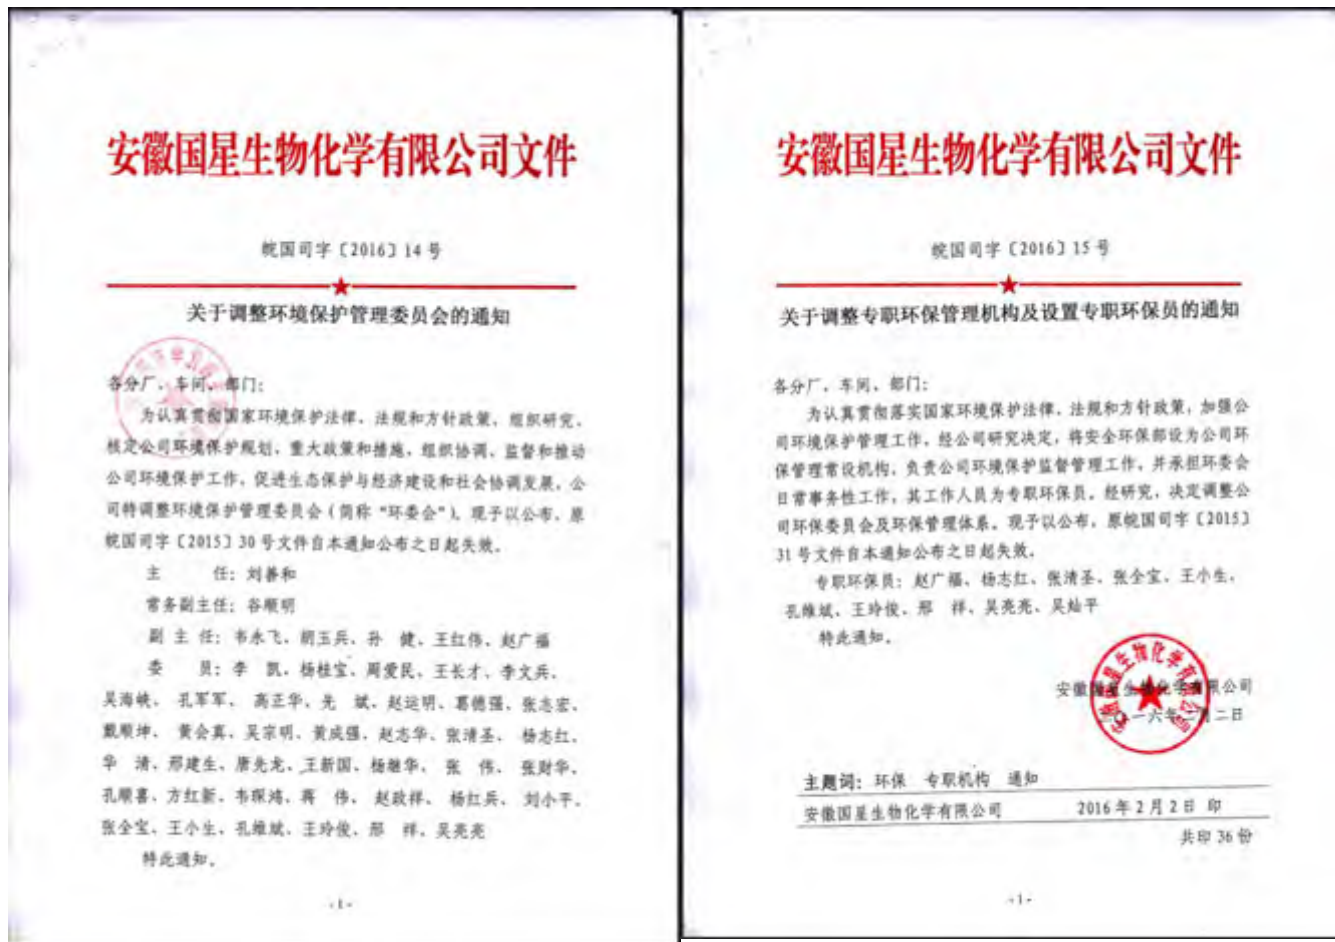 安徽国星生物化学有限公司文件
皖国司字〔2016〕14号
关于调整环境保护管理委员会的通知
各分厂、车间、部门：
为认真贯彻国家环境保护法律、法规和方针政策，组织研究、
核定公司环境保护规划，重大政策和措施，组织协调、监督和推动
公司环境保护工作，促进生态保护与经济建设和社会协调发展，公
司特调整环境保护管理委员会（简称“环委会”）。现予以公布，原
皖国司字〔2015〕30号文件自本通知公布之日起失效。
主 任：刘善和
常务副主任：谷顺明
副 主 任：韦永飞、胡玉兵、孙 健、王红伟、赵广福
委 员：李 凯、杨桂宝、周爱民、王长才、李文兵、
吴海峡、孔军军、高正华、先 斌、赵运明、葛德强、张志宏、
戴顺坤、黄会真、吴宗明、黄成强、赵志华、张清圣、杨志红、
华 清、邢建生、唐先龙、王新国、杨继华、张 伟、张财华、
孔顺喜、方红新、韦琛鸿、蒋 伟、赵政祥、杨红兵、刘小平、
张全宝、王小生、孔维斌、王玲俊、邢 祥、吴亮亮
特此通知。
-1-
安徽国星生物化学有限公司文件
皖国司字〔2016〕15号
关于调整专职环保管理机构及设置专职环保员的通知
各分厂、车间、部门：
为认真贯彻落实国家环境保护法律、法规和方针政策，加强公
司环境保护管理工作，经公司研究决定，将安全环保部设为公司环
保管理常设机构，负责公司环境保护监督管理工作，并承担环委会
日常事务性工作，其工作人员为专职环保员。经研究，决定调整公
司环保委员会及环保管理体系。现予以公布，原皖国司字〔2015〕
31号文件自本通知公布之日起失效。
专职环保员：赵广福、杨志红、张清圣、张全宝、王小生、
孔维斌、王玲俊、邢 祥、吴亮亮、吴灿平
特此通知。
安徽国星生物化学有限公司
二〇一六年二月二日
主题词：环保 专职机构 通知
安徽国星生物化学有限公司 2016年2月2日 印
共印36份
-1-